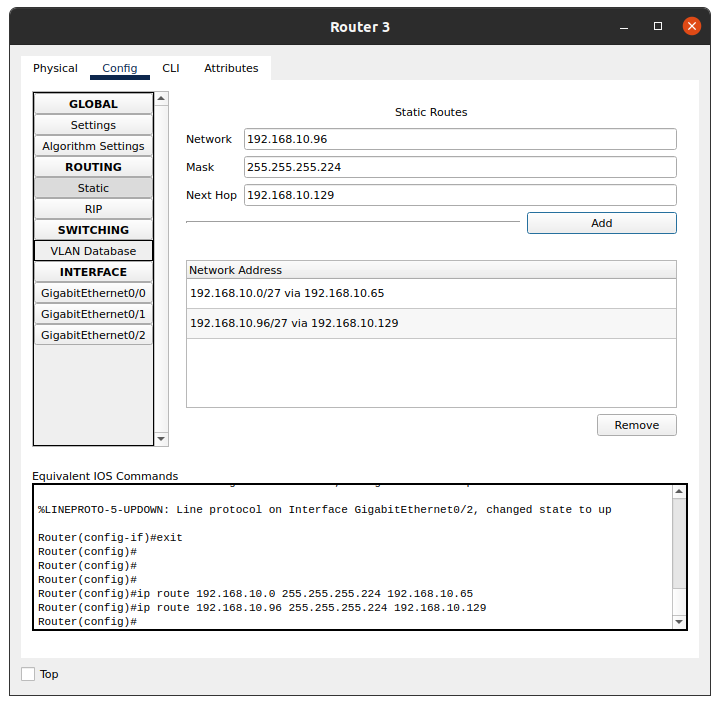 Router 3
Physical
Config
CLI
Attributes
GLOBAL
Settings
Algorithm Settings
ROUTING
Static
RIP
SWITCHING
VLAN Database
INTERFACE
GigabitEthernet0/0
GigabitEthernet0/1
GigabitEthernet0/2
Static Routes
Network 192.168.10.96
Mask 255.255.255.224
Next Hop 192.168.10.129
Add
Network Address
192.168.10.0/27 via 192.168.10.65
192.168.10.96/27 via 192.168.10.129
Remove
Equivalent IOS Commands
%LINEPROTO-5-UPDOWN: Line protocol on Interface GigabitEthernet0/2, changed state to up
Router(config-if)#exit
Router(config)#
Router(config)#
Router(config)#
Router(config)#ip route 192.168.10.0 255.255.255.224 192.168.10.65
Router(config)#ip route 192.168.10.96 255.255.255.224 192.168.10.129
Router(config)#
Top